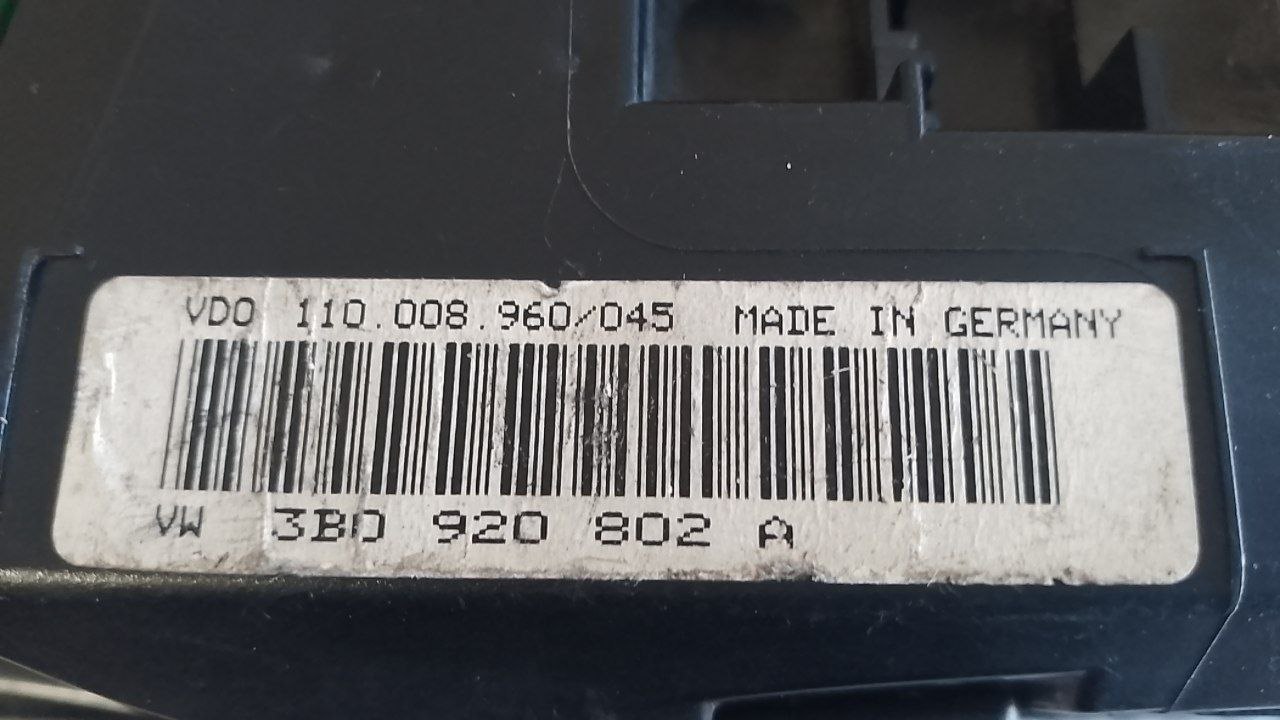 VDO 110.008.960/045 MADE IN GERMANY
VW 3B0 920 802 A